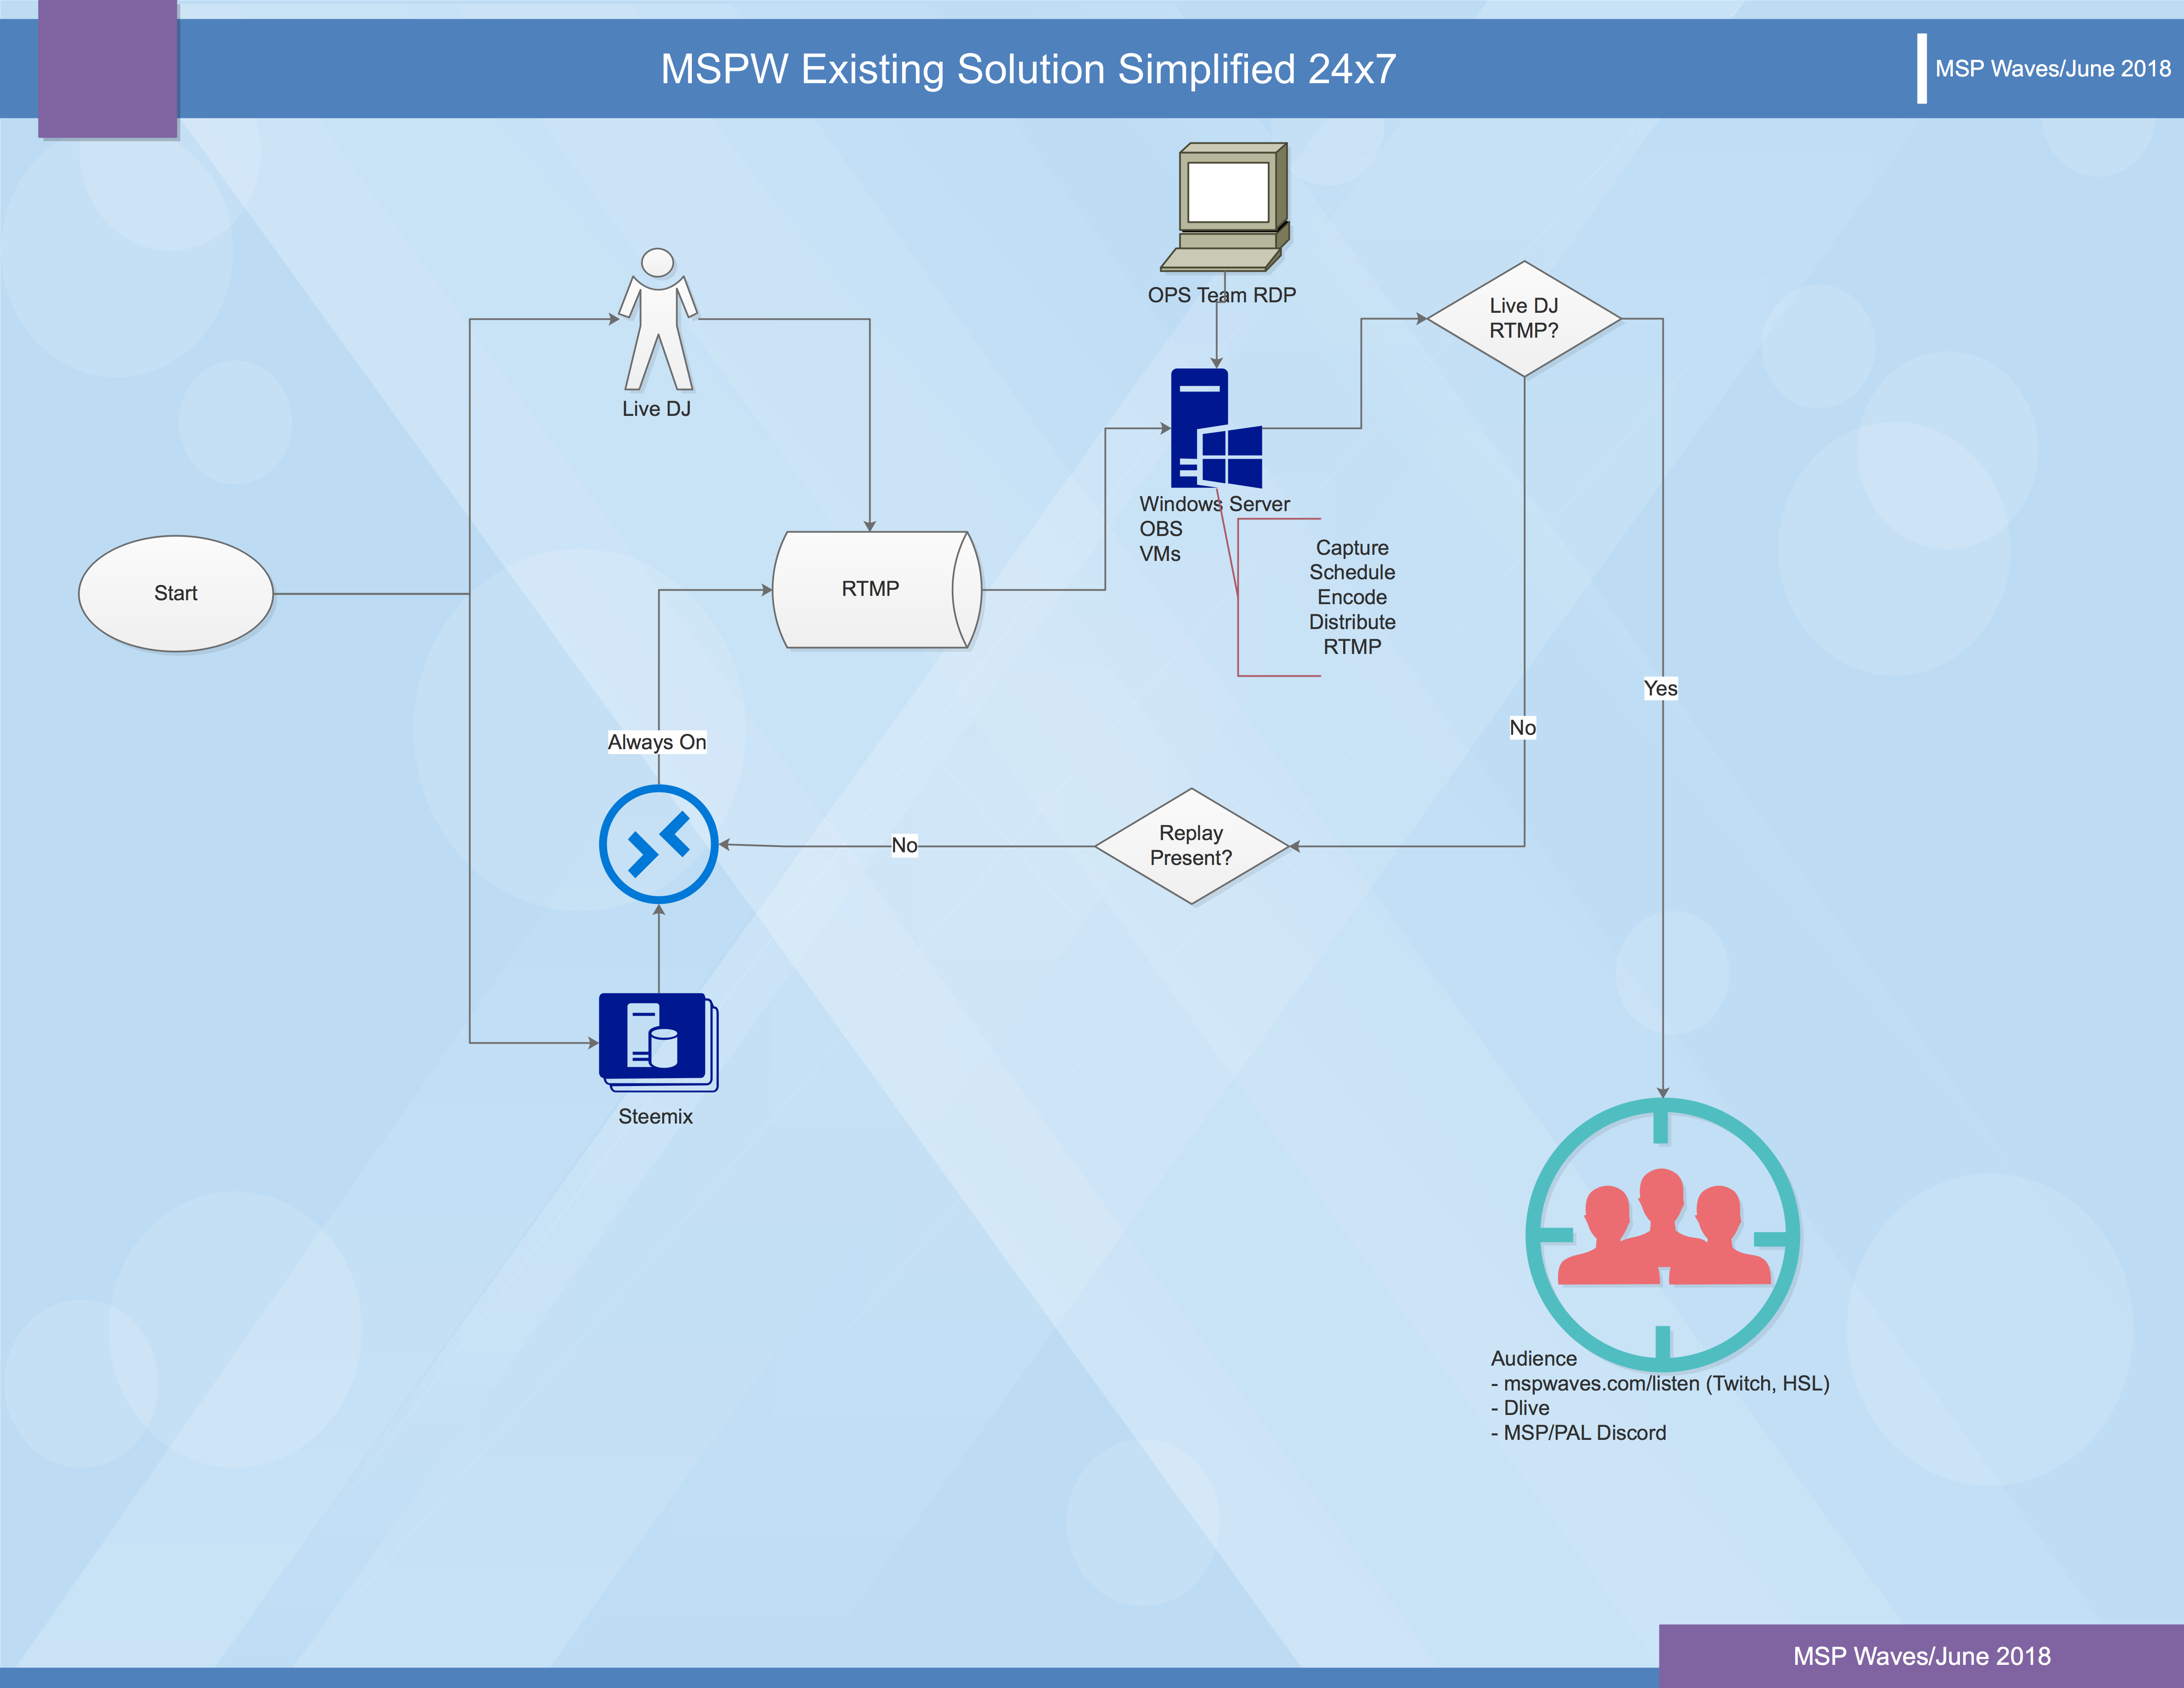 MSPW Existing Solution Simplified 24x7
MSP Waves/June 2018
OPS Team RDP
Live DJ
RTMP?
Live DJ
Windows Server
OBS
VMs
Capture
Schedule
Encode
Distribute
RTMP
Start
RTMP
Yes
No
Always On
No
Replay
Present?
Steemix
Audience
- mspwaves.com/listen (Twitch, HSL)
- Dlive
- MSP/PAL Discord
MSP Waves/June 2018